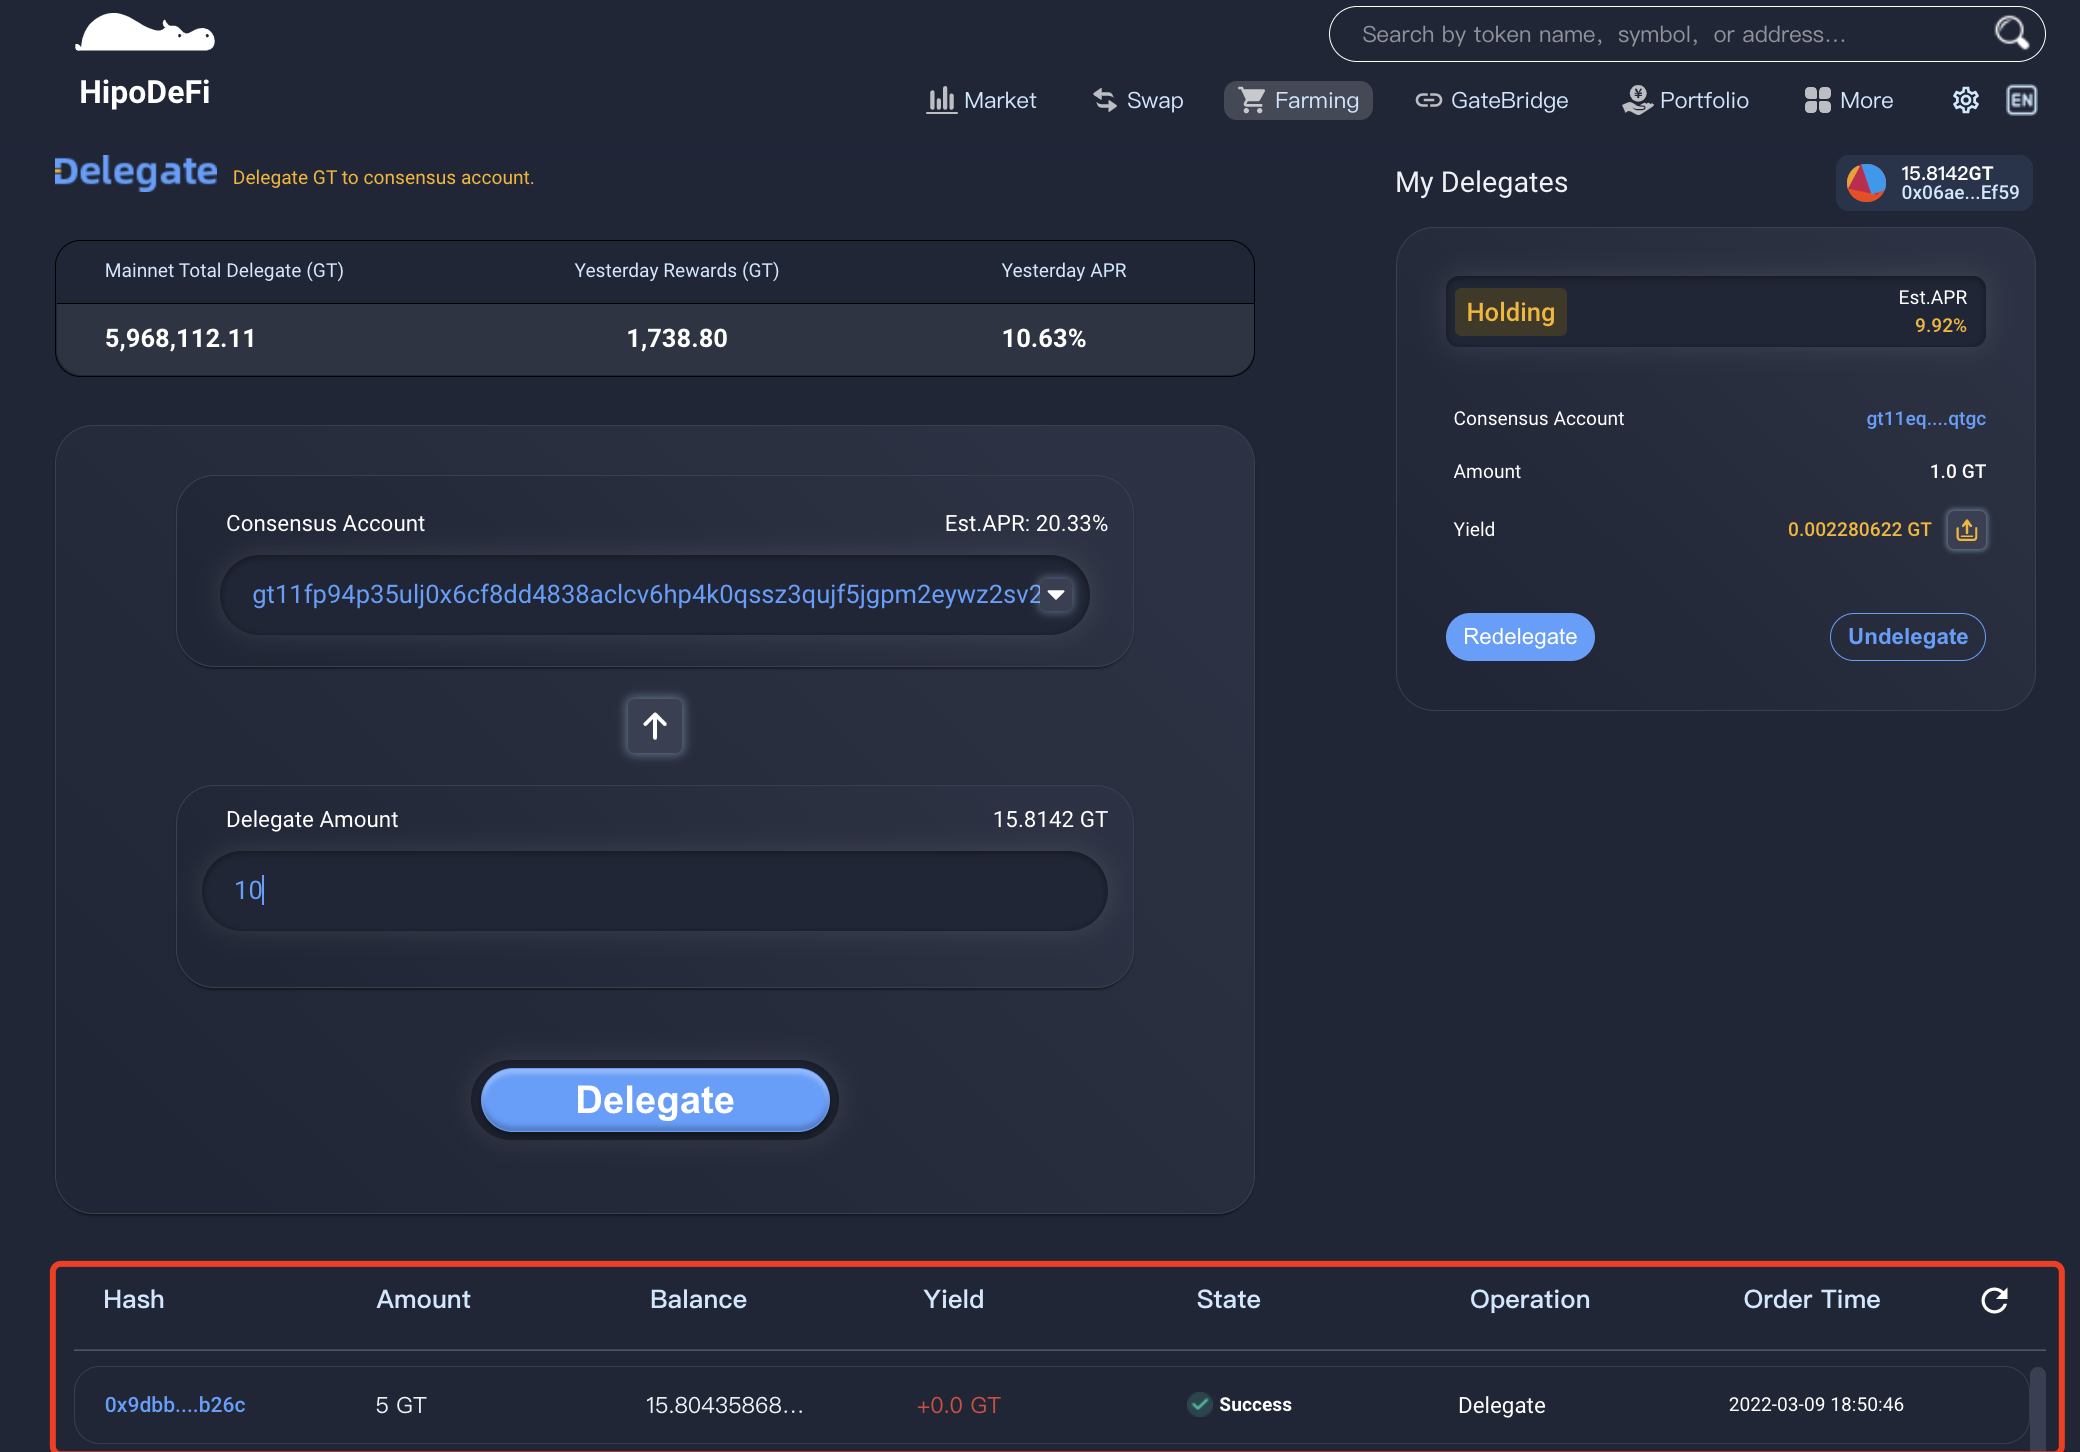 HipoDeFi
Search by token name, symbol, or address...
Market
Swap
Farming
GateBridge
Portfolio
More
EN
Delegate
Delegate GT to consensus account.
Mainnet Total Delegate (GT)
Yesterday Rewards (GT)
Yesterday APR
5,968,112.11
1,738.80
10.63%
Consensus Account
Est.APR: 20.33%
gt11fp94p35ulj0x6cf8dd4838aclcv6hp4k0qssz3qujf5jgpm2eywz2sv2
Delegate Amount
15.8142 GT
10
Delegate
My Delegates
15.8142GT
0x06ae...Ef59
Holding
Est.APR
9.92%
Consensus Account
gt11eq....qtgc
Amount
1.0 GT
Yield
0.002280622 GT
Redelegate
Undelegate
Hash
Amount
Balance
Yield
State
Operation
Order Time
0x9dbb....b26c
5 GT
15.80435868...
+0.0 GT
Success
Delegate
2022-03-09 18:50:46